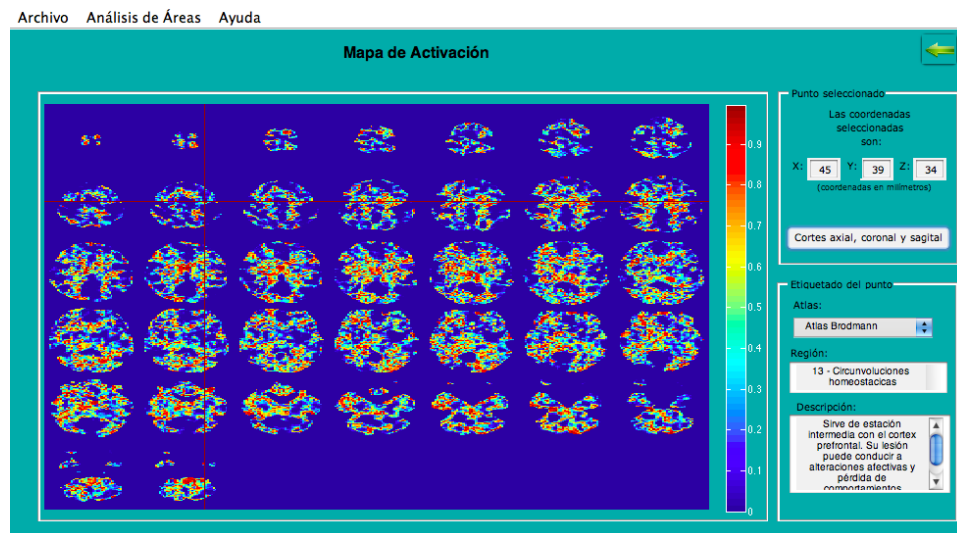 Archivo Análisis de Áreas Ayuda
Mapa de Activación
Punto seleccionado
Las coordenadas
seleccionadas
son:
X: 45 Y: 39 Z: 34
(coordenadas en milímetros)
Cortes axial, coronal y sagital
Etiquetado del punto
Atlas:
Atlas Brodmann
Región:
13 - Circunvoluciones
homeostacicas
Descripción:
Sirve de estación
intermedia con el cortex
prefrontal. Su lesión
puede conducir a
alteraciones afectivas y
pérdida de
comportamientos
0.9
0.8
0.7
0.6
0.5
0.4
0.3
0.2
0.1
0